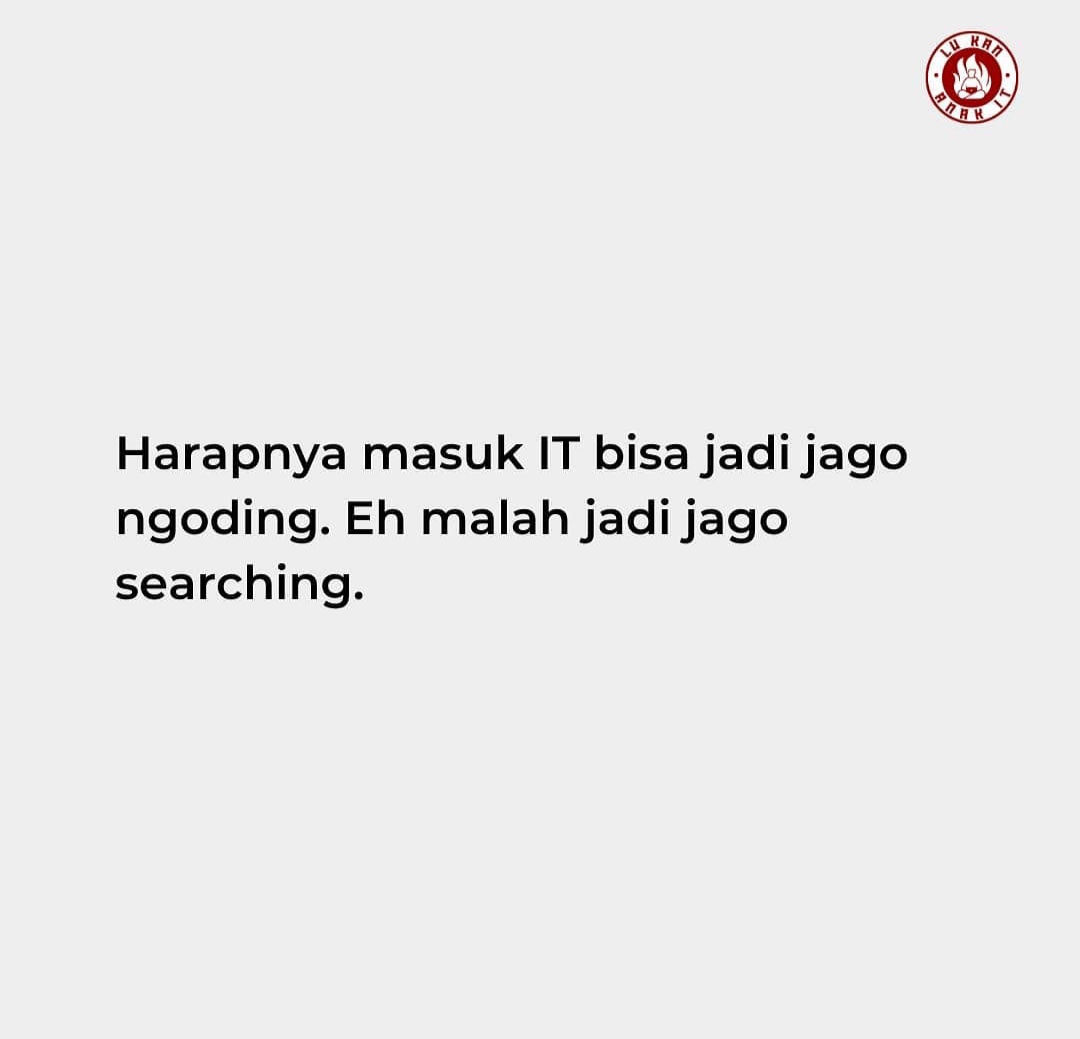 LU KAN
ANAK IT
Harapnya masuk IT bisa jadi jago
ngoding. Eh malah jadi jago
searching.